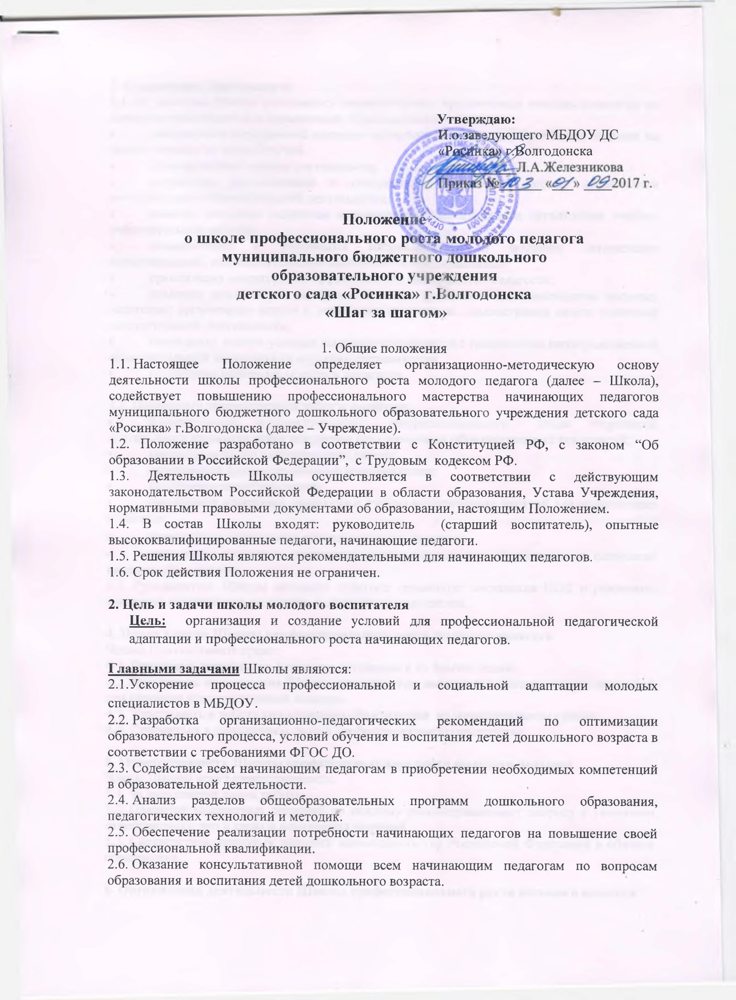 Утверждаю:
И.о.заведующего МБДОУ ДС
«Росинка» г.Волгодонска
____________Л.А.Железникова
Приказ №103 «01» 09 2017 г.
Положение
о школе профессионального роста молодого педагога
муниципального бюджетного дошкольного
образовательного учреждения
детского сада «Росинка» г.Волгодонска
«Шаг за шагом»
1. Общие положения
1.1. Настоящее Положение определяет организационно-методическую основу
деятельности школы профессионального роста молодого педагога (далее – Школа),
содействует повышению профессионального мастерства начинающих педагогов
муниципального бюджетного дошкольного образовательного учреждения детского сада
«Росинка» г.Волгодонска (далее – Учреждение).
1.2. Положение разработано в соответствии с Конституцией РФ, с законом “Об
образовании в Российской Федерации”, с Трудовым кодексом РФ.
1.3. Деятельность Школы осуществляется в соответствии с действующим
законодательством Российской Федерации в области образования, Устава Учреждения,
нормативными правовыми документами об образовании, настоящим Положением.
1.4. В состав Школы входят: руководитель (старший воспитатель), опытные
высококвалифицированные педагоги, начинающие педагоги.
1.5. Решения Школы являются рекомендательными для начинающих педагогов.
1.6. Срок действия Положения не ограничен.
2. Цель и задачи школы молодого воспитателя
Цель: организация и создание условий для профессиональной педагогической
адаптации и профессионального роста начинающих педагогов.
Главными задачами Школы являются:
2.1.Ускорение процесса профессиональной и социальной адаптации молодых
специалистов в МБДОУ.
2.2. Разработка организационно-педагогических рекомендаций по оптимизации
образовательного процесса, условий обучения и воспитания детей дошкольного возраста в
соответствии с требованиями ФГОС ДО.
2.3. Содействие всем начинающим педагогам в приобретении необходимых компетенций
в образовательной деятельности.
2.4. Анализ разделов общеобразовательных программ дошкольного образования,
педагогических технологий и методик.
2.5. Обеспечение реализации потребности начинающих педагогов на повышение своей
профессиональной квалификации.
2.6. Оказание консультативной помощи всем начинающим педагогам по вопросам
образования и воспитания детей дошкольного возраста.